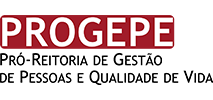 PROGEPE
PRÓ-REITORIA DE GESTÃO
DE PESSOAS E QUALIDADE DE VIDA